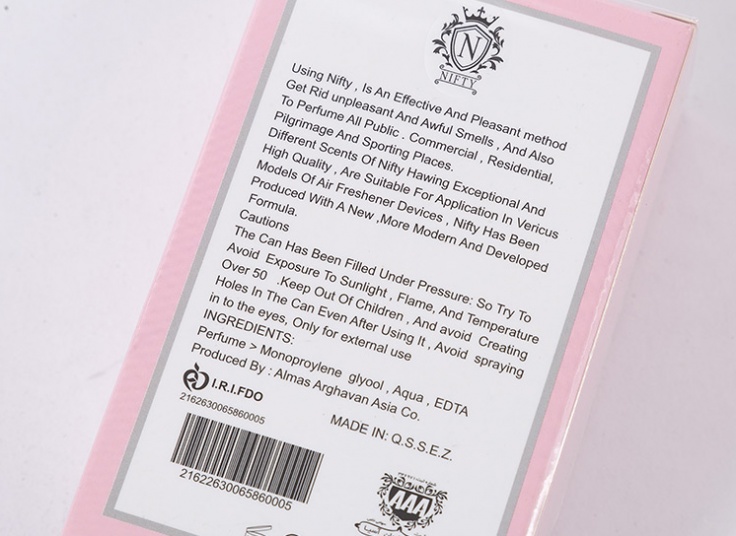 N
NIFTY
Using Nifty , Is An Effective And Pleasant method
Get Rid unpleasant And Awful Smells , And Also
To Perfume All Public . Commercial , Residential,
Pilgrimage And Sporting Places.
Different Scents Of Nifty Hawing Exceptional And
High Quality , Are Suitable For Application In Vericus
Models Of Air Freshener Devices , Nifty Has Been
Produced With A New ,More Modern And Developed
Formula.
Cautions
The Can Has Been Filled Under Pressure: So Try To
Avoid Exposure To Sunlight , Flame, And Temperature
Over 50 .Keep Out Of Children , And avoid Creating
Holes In The Can Even After Using It , Avoid spraying
in to the eyes, Only for external use
INGREDIENTS:
Perfume > Monoproylene glyool , Aqua , EDTA
Produced By : Almas Arghavan Asia Co.
I.R.I.FDO
2162630065860005
MADE IN: Q.S.S.E.Z.
21622630065860005
AAA